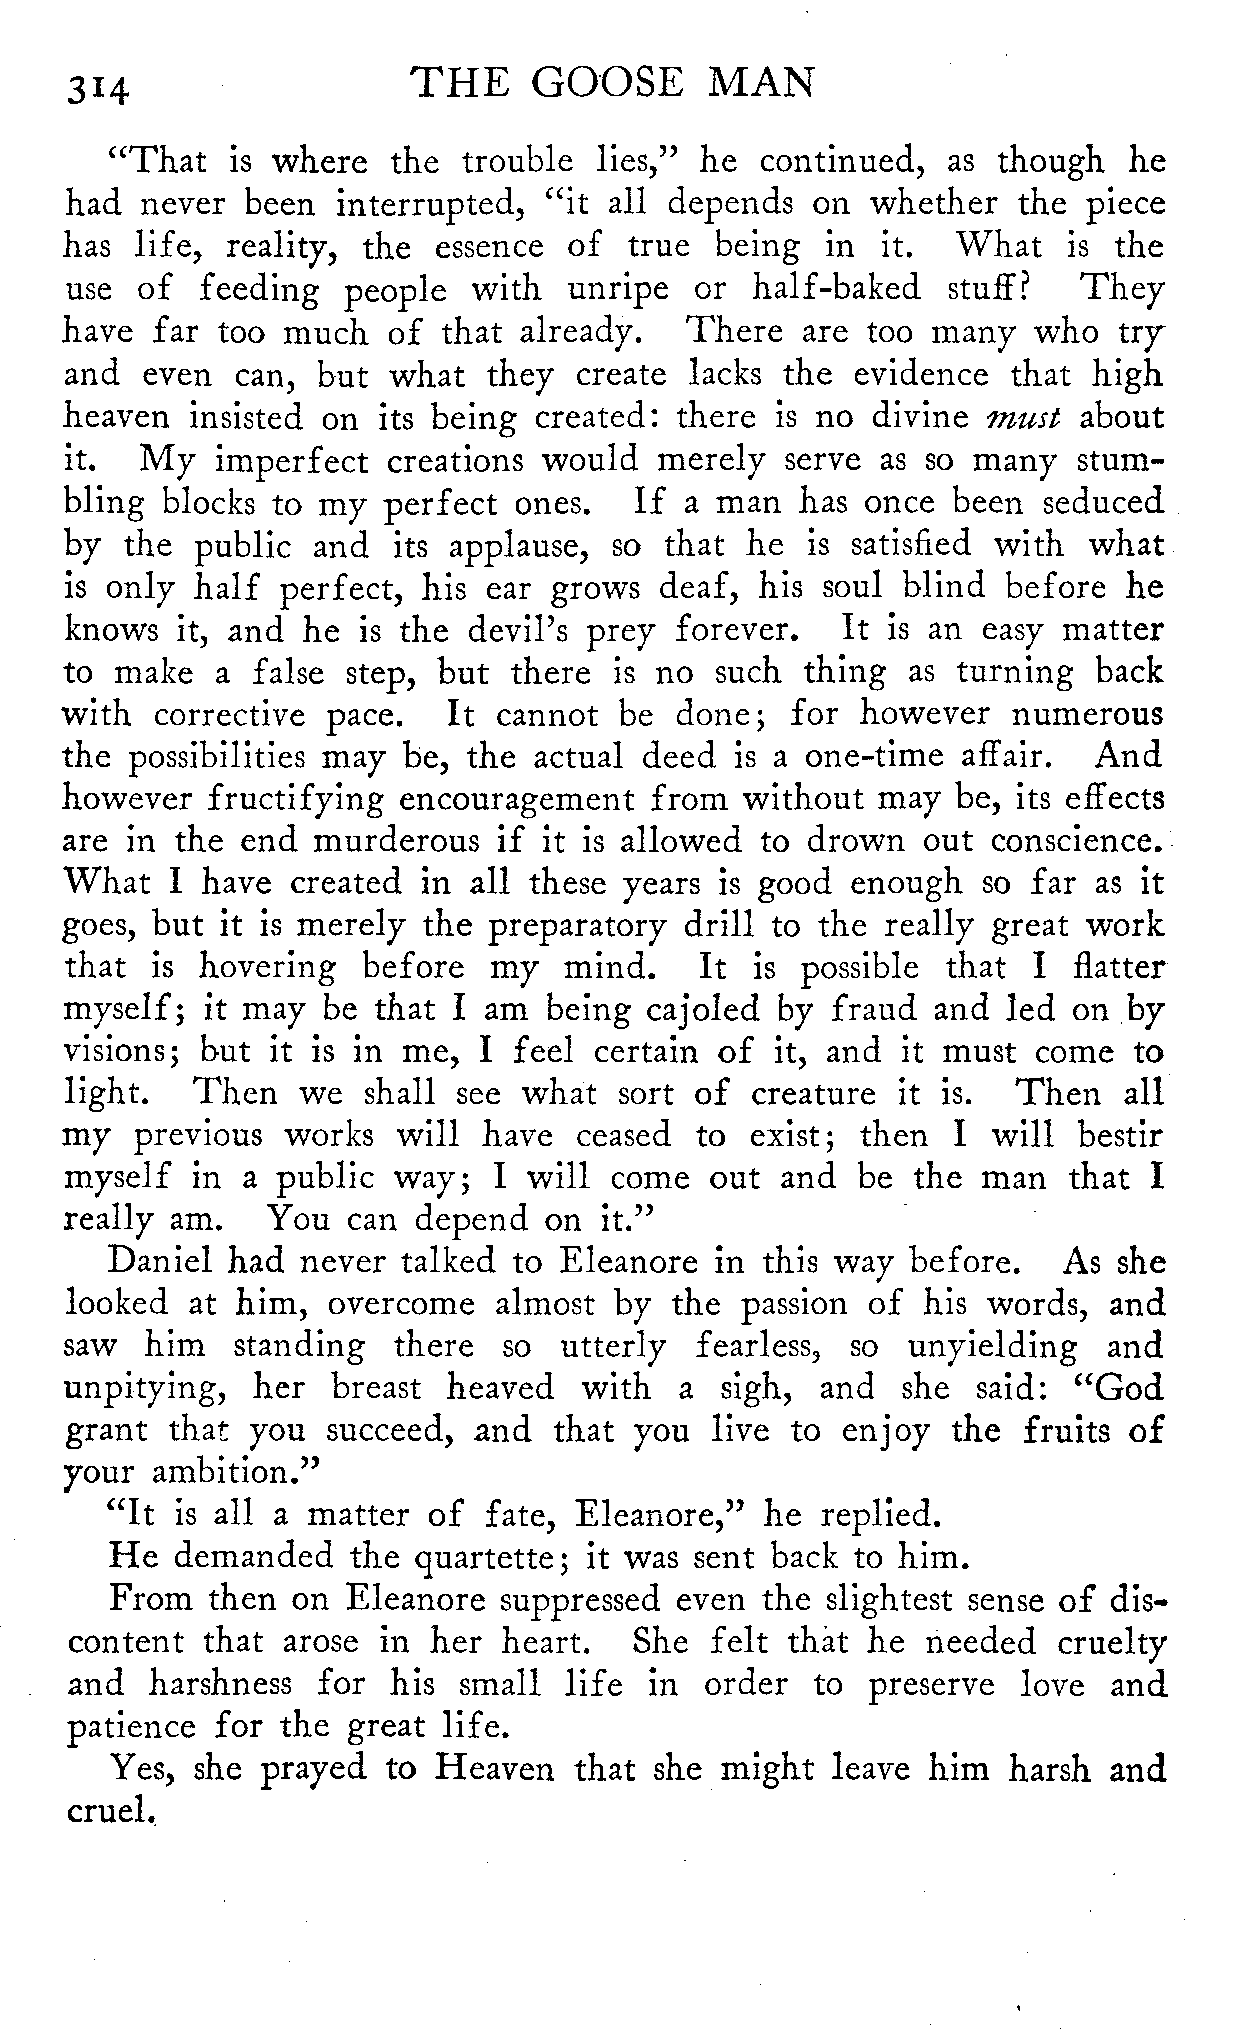 314 THE GOOSE MAN
"That is where the trouble lies," he continued, as though he
had never been interrupted, "it all depends on whether the piece
has life, reality, the essence of true being in it. What is the
use of feeding people with unripe or half-baked stuff? They
have far too much of that already. There are too many who try
and even can, but what they create lacks the evidence that high
heaven insisted on its being created: there is no divine must about
it. My imperfect creations would merely serve as so many stum-
bling blocks to my perfect ones. If a man has once been seduced
by the public and its applause, so that he is satisfied with what
is only half perfect, his ear grows deaf, his soul blind before he
knows it, and he is the devil's prey forever. It is an easy matter
to make a false step, but there is no such thing as turning back
with corrective pace. It cannot be done; for however numerous
the possibilities may be, the actual deed is a one-time affair. And
however fructifying encouragement from without may be, its effects
are in the end murderous if it is allowed to drown out conscience.
What I have created in all these years is good enough so far as it
goes, but it is merely the preparatory drill to the really great work
that is hovering before my mind. It is possible that I flatter
myself; it may be that I am being cajoled by fraud and led on by
visions; but it is in me, I feel certain of it, and it must come to
light. Then we shall see what sort of creature it is. Then all
my previous works will have ceased to exist; then I will bestir
myself in a public way; I will come out and be the man that I
really am. You can depend on it."
Daniel had never talked to Eleanore in this way before. As she
looked at him, overcome almost by the passion of his words, and
saw him standing there so utterly fearless, so unyielding and
unpitying, her breast heaved with a sigh, and she said: "God
grant that you succeed, and that you live to enjoy the fruits of
your ambition."
"It is all a matter of fate, Eleanore," he replied.
He demanded the quartette; it was sent back to him.
From then on Eleanore suppressed even the slightest sense of dis-
content that arose in her heart. She felt that he needed cruelty
and harshness for his small life in order to preserve love and
patience for the great life.
Yes, she prayed to Heaven that she might leave him harsh and
cruel.